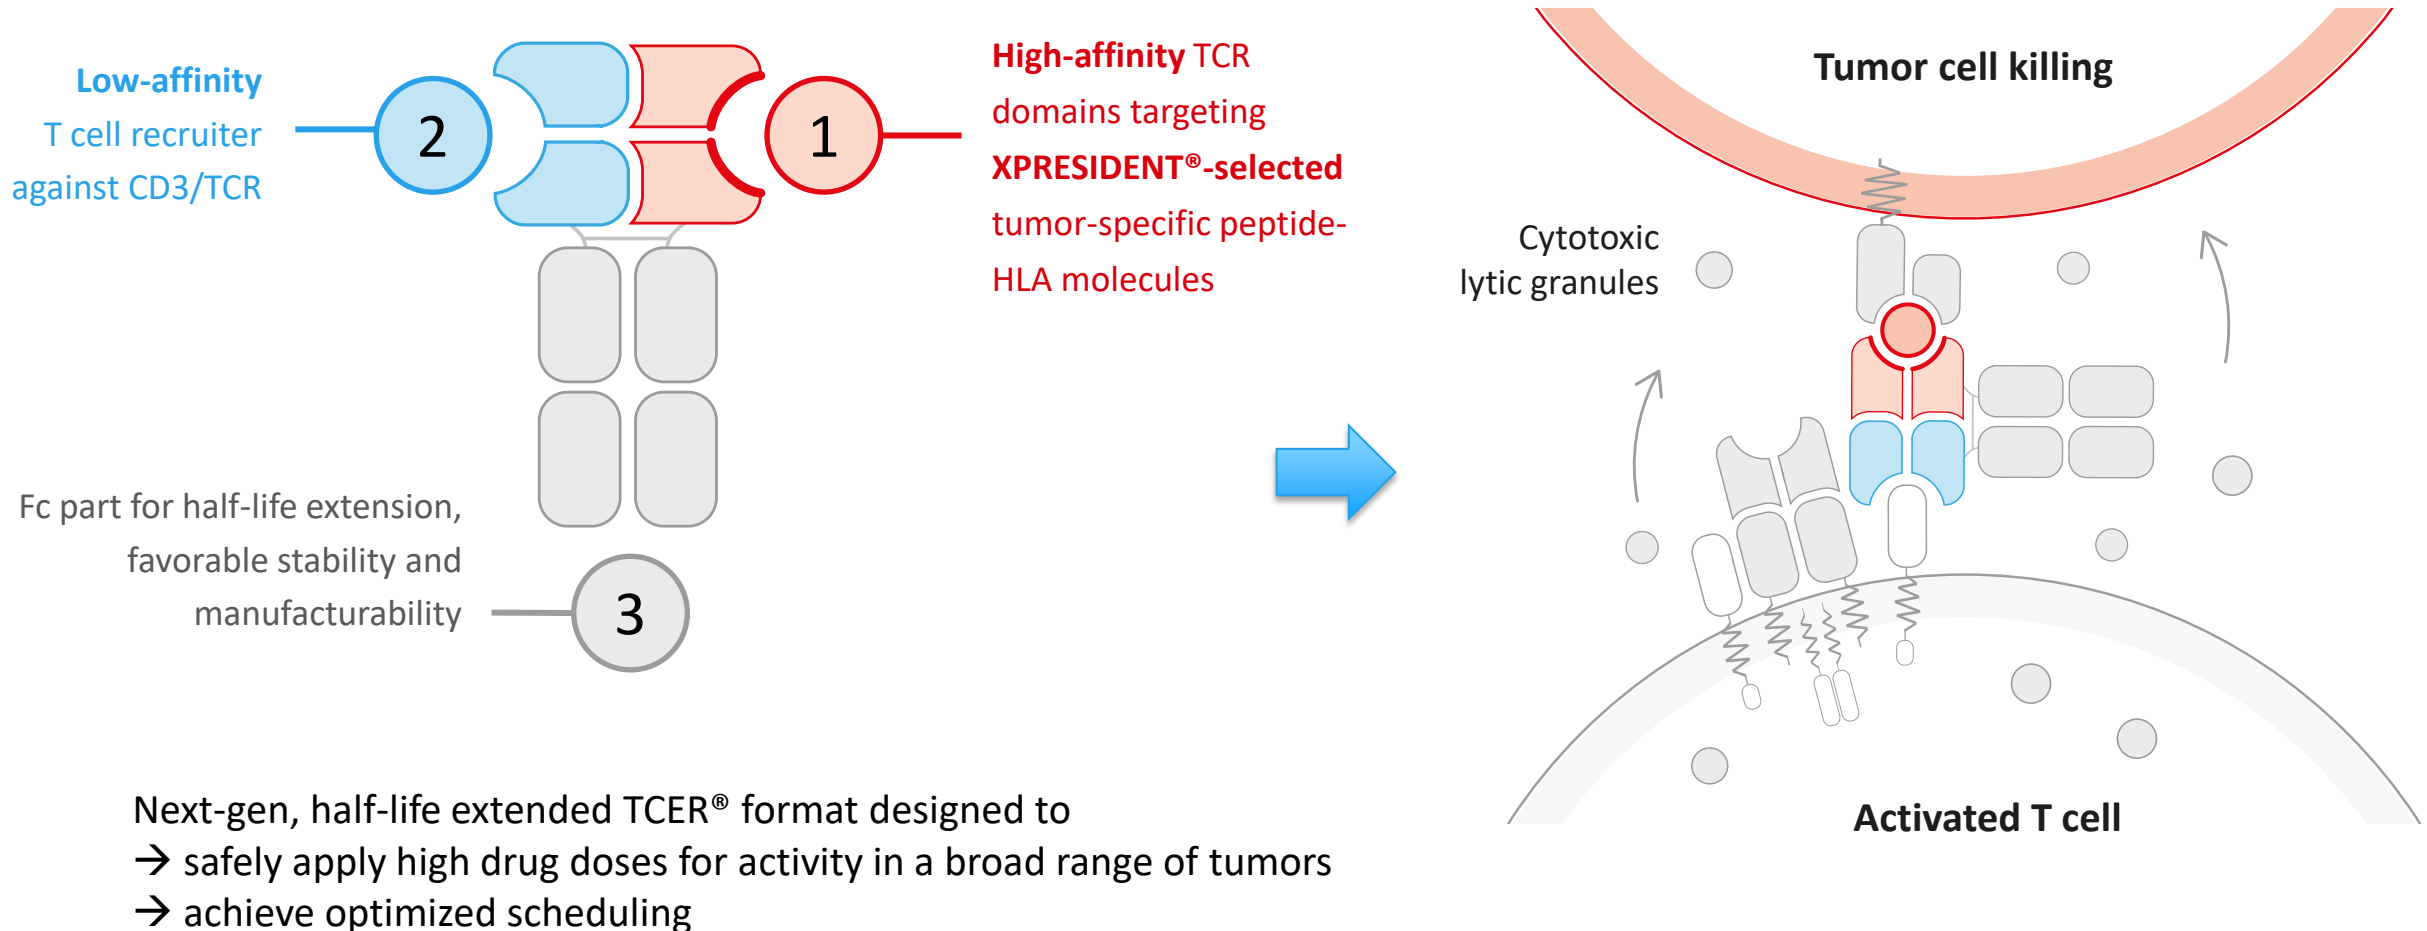 Low-affinity
T cell recruiter
against CD3/TCR
2
1
High-affinity TCR
domains targeting
XPRESIDENT®-selected
tumor-specific peptide-
HLA molecules
Fc part for half-life extension,
favorable stability and
manufacturability
3
Tumor cell killing
Cytotoxic
lytic granules
Activated T cell
Next-gen, half-life extended TCER® format designed to
→ safely apply high drug doses for activity in a broad range of tumors
→ achieve optimized scheduling